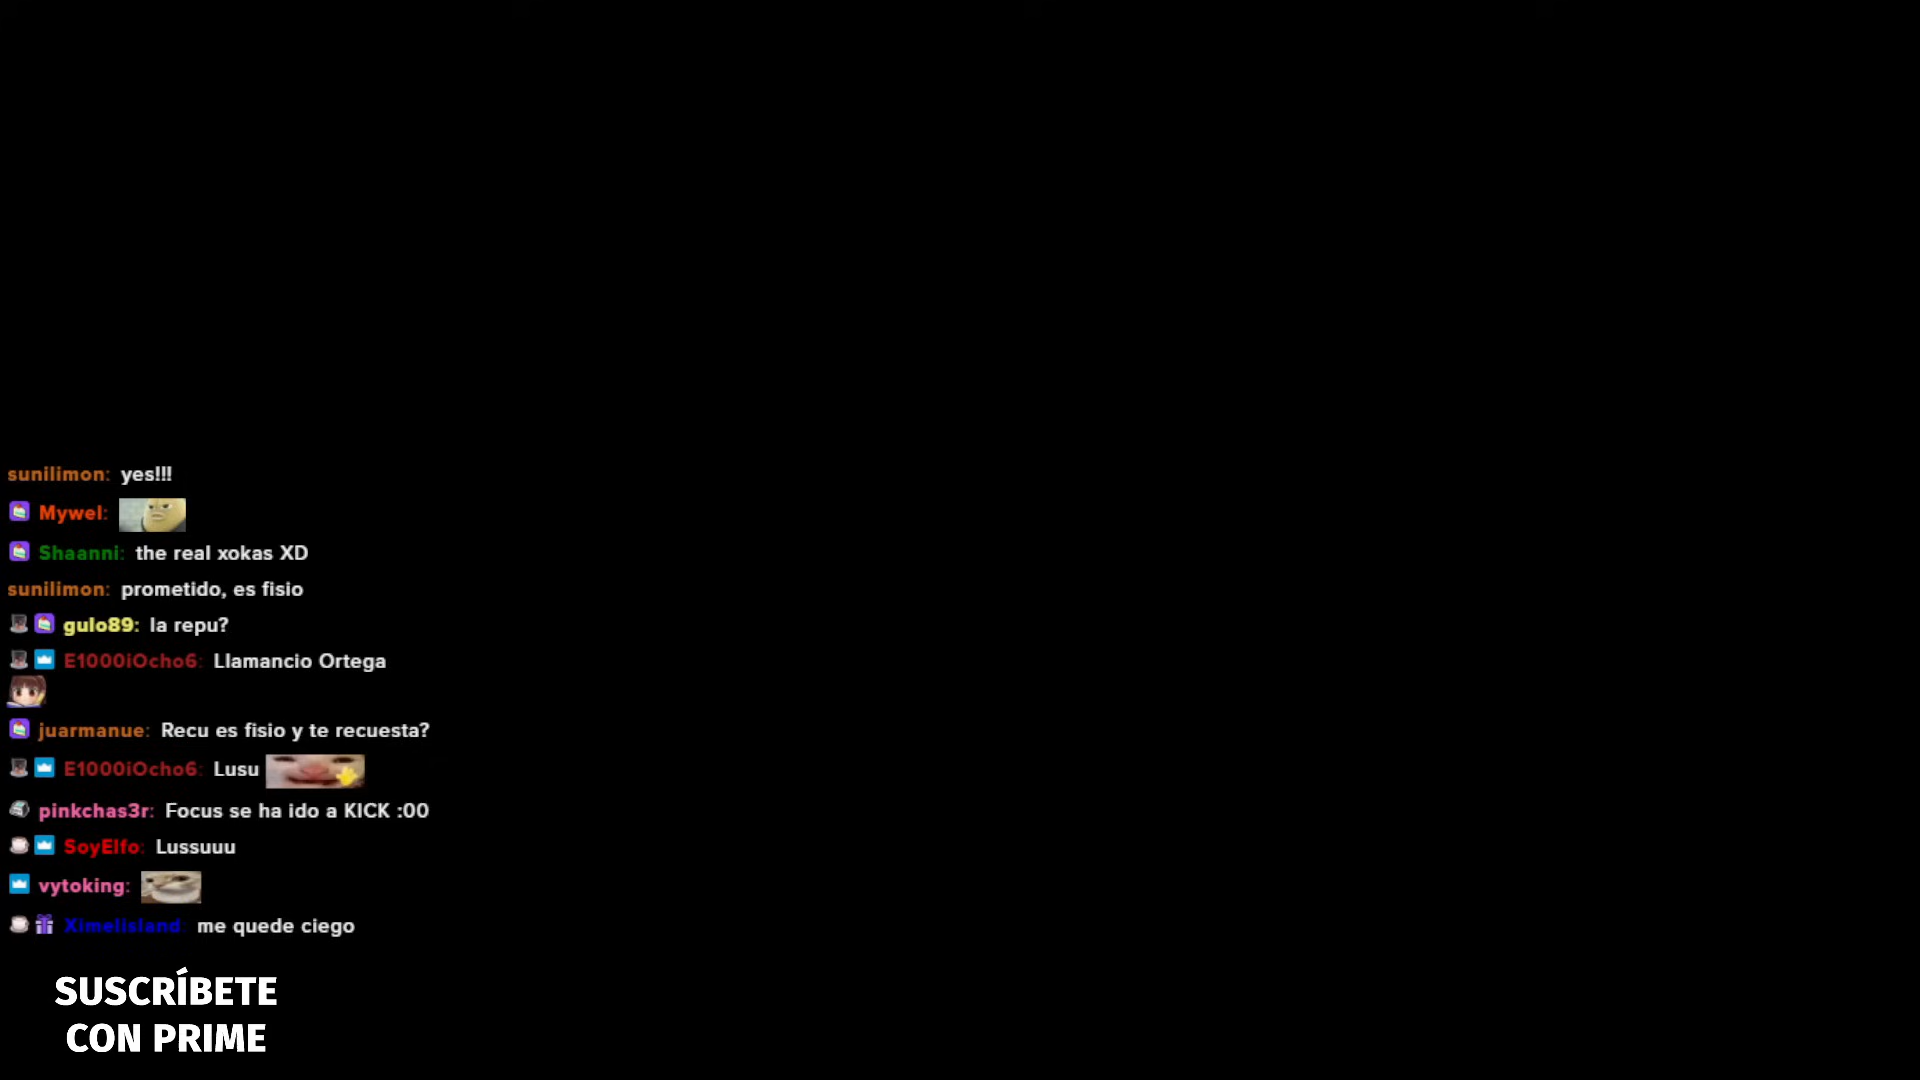 sunilimon: yes!!!
Mywel:
Shaanni: the real xokas XD
sunilimon: prometido, es fisio
gulo89: la repu?
E1000iOcho6: Llamancio Ortega
juarmanue: Recu es fisio y te recuesta?
E1000iOcho6: Lusu
pinkchas3r: Focus se ha ido a KICK :00
SoyElfo: Lussuuu
vytoking:
Ximelisland: me quede ciego
SUSCRÍBETE
CON PRIME